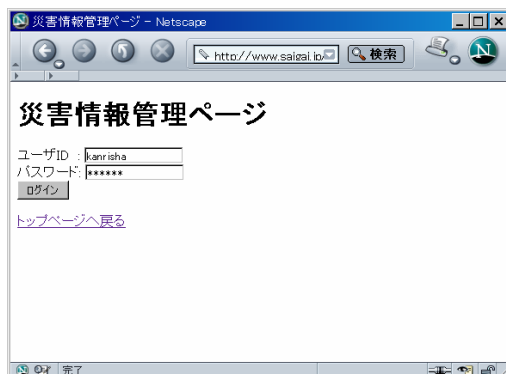 災害情報管理ページ - Netscape
http://www.saigai.jp/
検索
N
災害情報管理ページ
ユーザID : kanrisha
パスワード: ******
ログイン
トップページへ戻る
完了